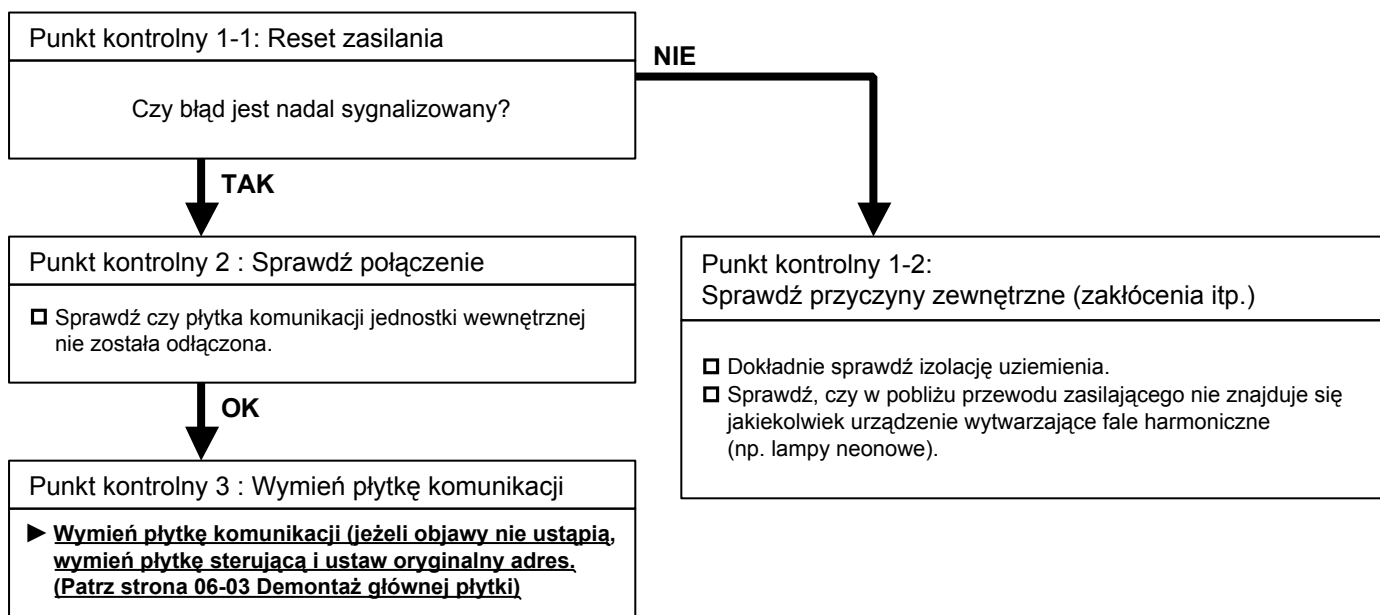 Punkt kontrolny 1-1: Reset zasilania
Czy błąd jest nadal sygnalizowany?
NIE
TAK
Punkt kontrolny 2 : Sprawdź połączenie
Sprawdź czy płytka komunikacji jednostki wewnętrznej
nie została odłączona.
OK
Punkt kontrolny 3 : Wymień płytkę komunikacji
Wymień płytkę komunikacji (jeżeli objawy nie ustąpią,
wymień płytkę sterującą i ustaw oryginalny adres.
(Patrz strona 06-03 Demontaż głównej płytki)
Punkt kontrolny 1-2:
Sprawdź przyczyny zewnętrzne (zakłócenia itp.)
Dokładnie sprawdź izolację uziemienia.
Sprawdź, czy w pobliżu przewodu zasilającego nie znajduje się
jakiekolwiek urządzenie wytwarzające fale harmoniczne
(np. lampy neonowe).